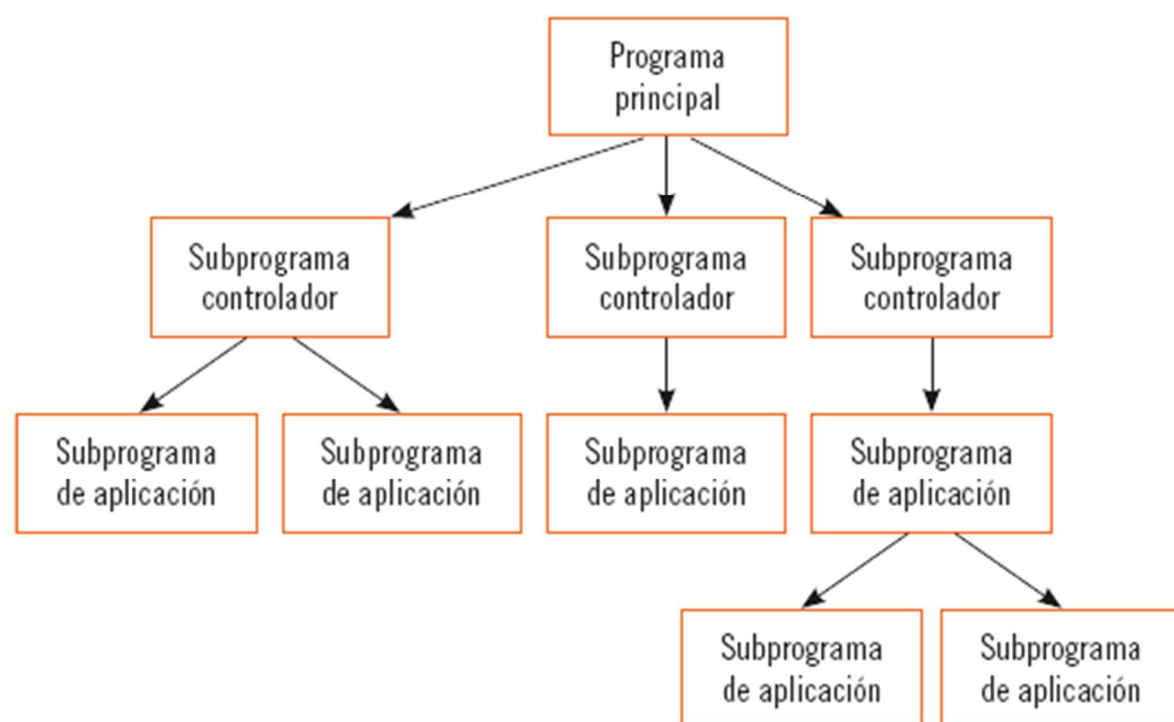 Programa
principal
Subprograma
controlador
Subprograma
controlador
Subprograma
controlador
Subprograma
de aplicación
Subprograma
de aplicación
Subprograma
de aplicación
Subprograma
de aplicación
Subprograma
de aplicación
Subprograma
de aplicación